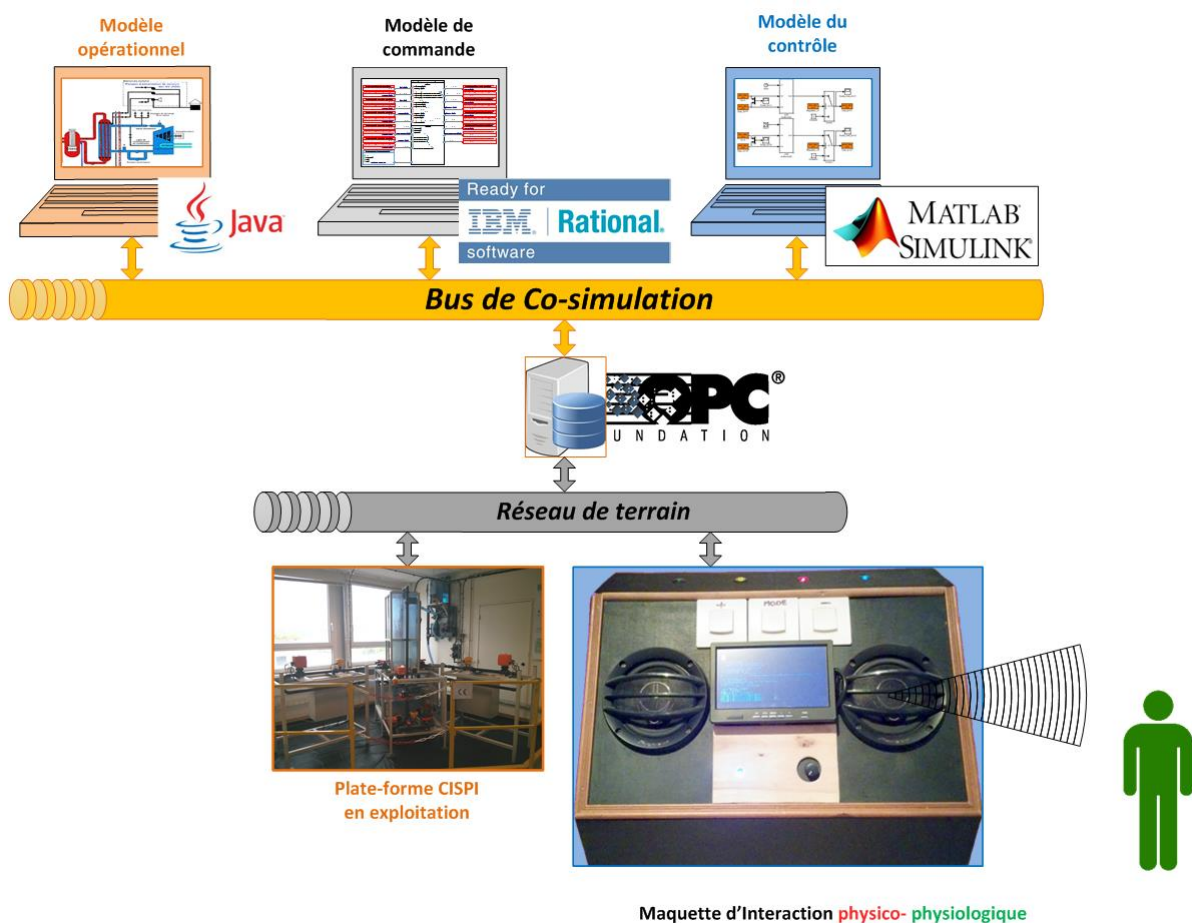 Modèle
opérationnel
Modèle de
commande
Modèle du
contrôle
Java™
Ready for
IBM® Rational®
software
MATLAB®
SIMULINK®
Bus de Co-simulation
OPC®
UNDATION
Réseau de terrain
MODE
Plate-forme CISPI
en exploitation
Maquette d'Interaction physico- physiologique